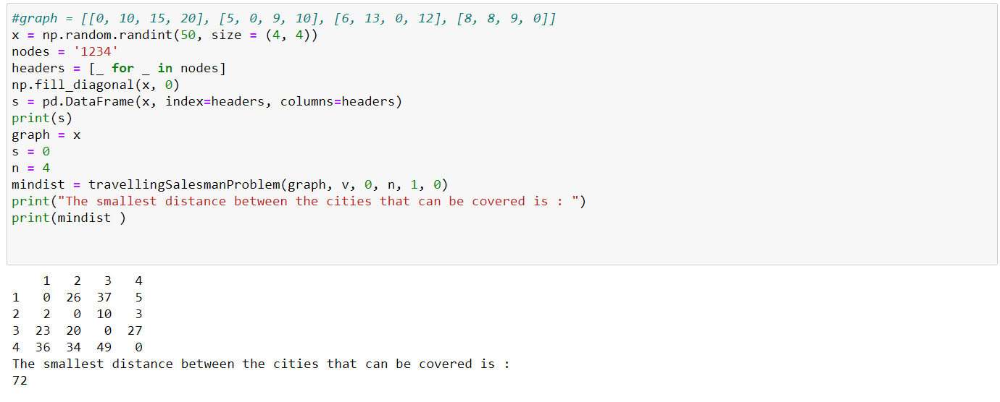 #graph = [[0, 10, 15, 20], [5, 0, 9, 10], [6, 13, 0, 12], [8, 8, 9, 0]]
x = np.random.randint(50, size = (4, 4))
nodes = '1234'
headers = [_ for _ in nodes]
np.fill_diagonal(x, 0)
s = pd.DataFrame(x, index=headers, columns=headers)
print(s)
graph = x
s = 0
n = 4
mindist = travellingSalesmanProblem(graph, v, 0, n, 1, 0)
print("The smallest distance between the cities that can be covered is : ")
print(mindist )
1 2 3 4
1 0 26 37 5
2 2 0 10 3
3 23 20 0 27
4 36 34 49 0
The smallest distance between the cities that can be covered is :
72